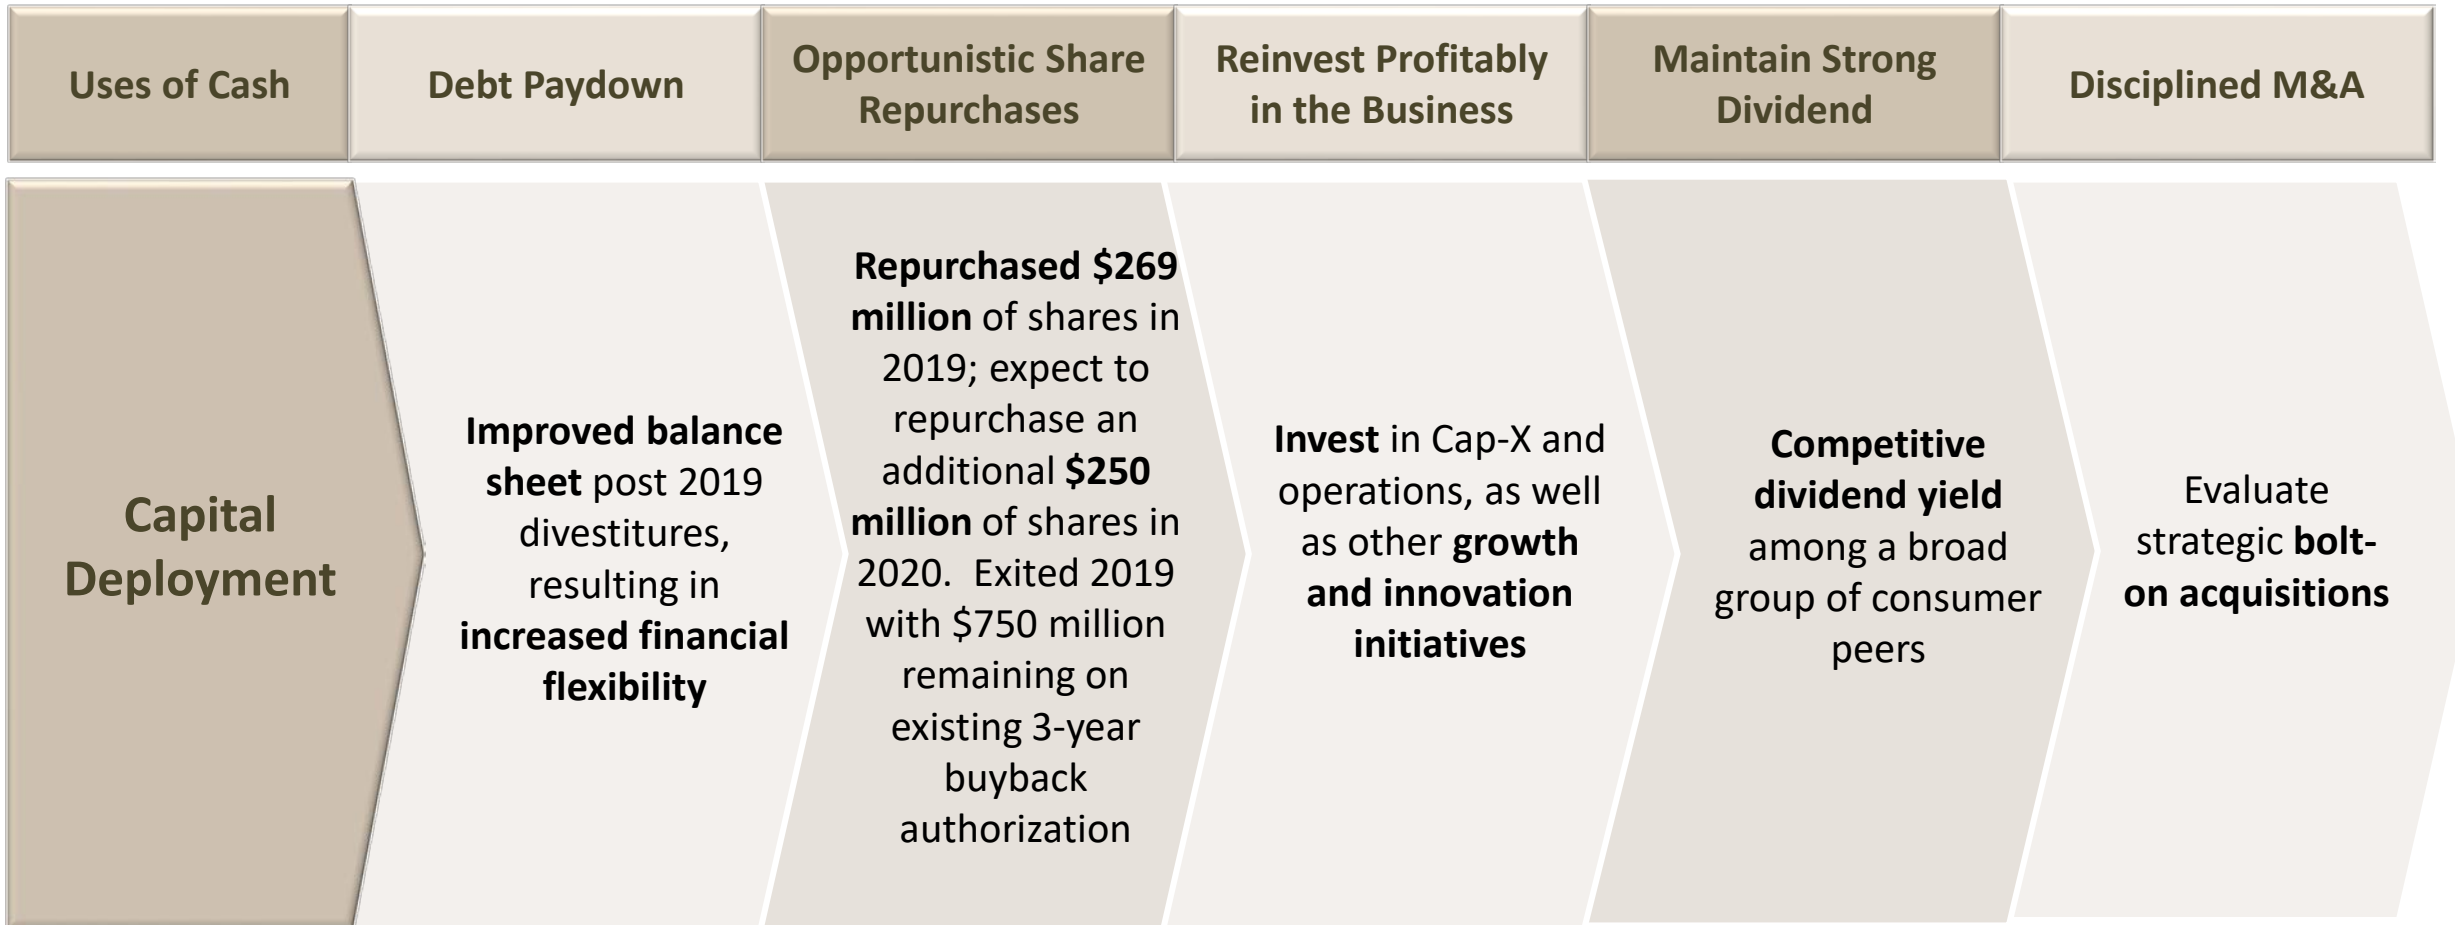 Uses of Cash
Debt Paydown
Opportunistic Share
Repurchases
Reinvest Profitably
in the Business
Maintain Strong
Dividend
Disciplined M&A
Capital
Deployment
Improved balance
sheet post 2019
divestitures,
resulting in
increased financial
flexibility
Repurchased $269
million of shares in
2019; expect to
repurchase an
additional $250
million of shares in
2020.  Exited 2019
with $750 million
remaining on
existing 3-year
buyback
authorization
Invest in Cap-X and
operations, as well
as other growth
and innovation
initiatives
Competitive
dividend yield
among a broad
group of consumer
peers
Evaluate
strategic bolt-
on acquisitions